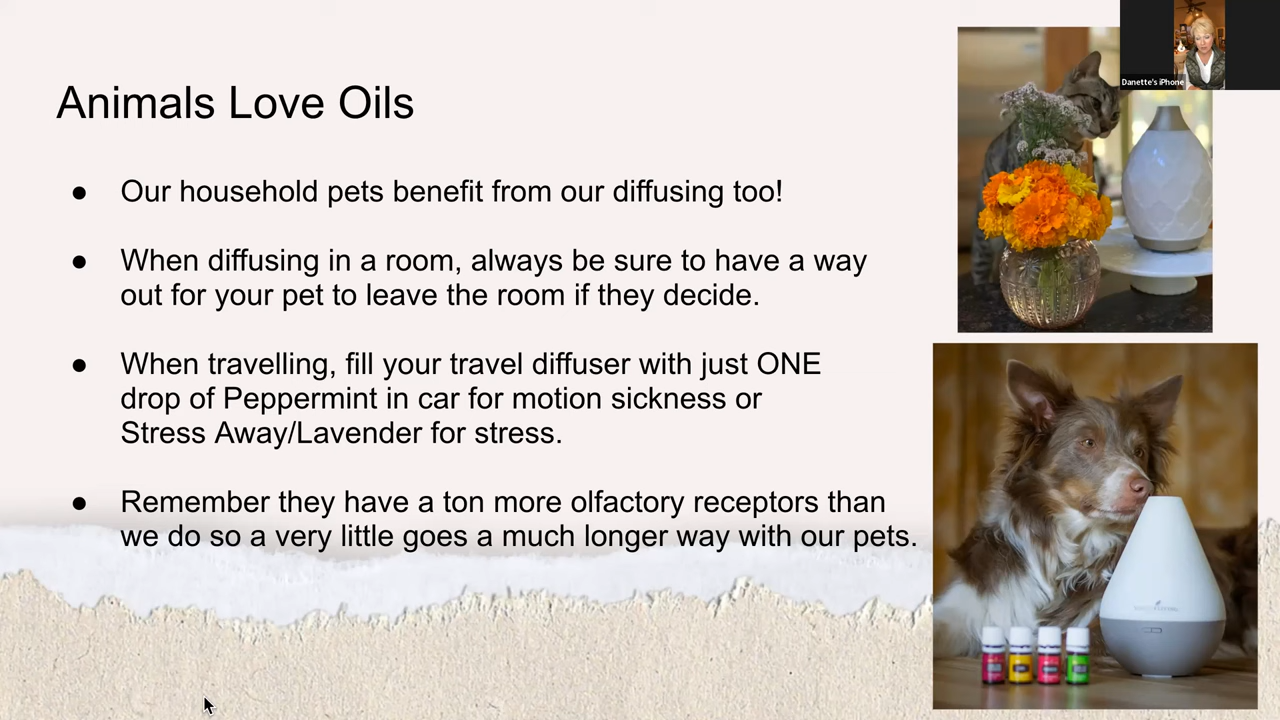 Animals Love Oils
● Our household pets benefit from our diffusing too!
● When diffusing in a room, always be sure to have a way
out for your pet to leave the room if they decide.
● When travelling, fill your travel diffuser with just ONE
drop of Peppermint in car for motion sickness or
Stress Away/Lavender for stress.
● Remember they have a ton more olfactory receptors than
we do so a very little goes a much longer way with our pets.
Danette's iPhone